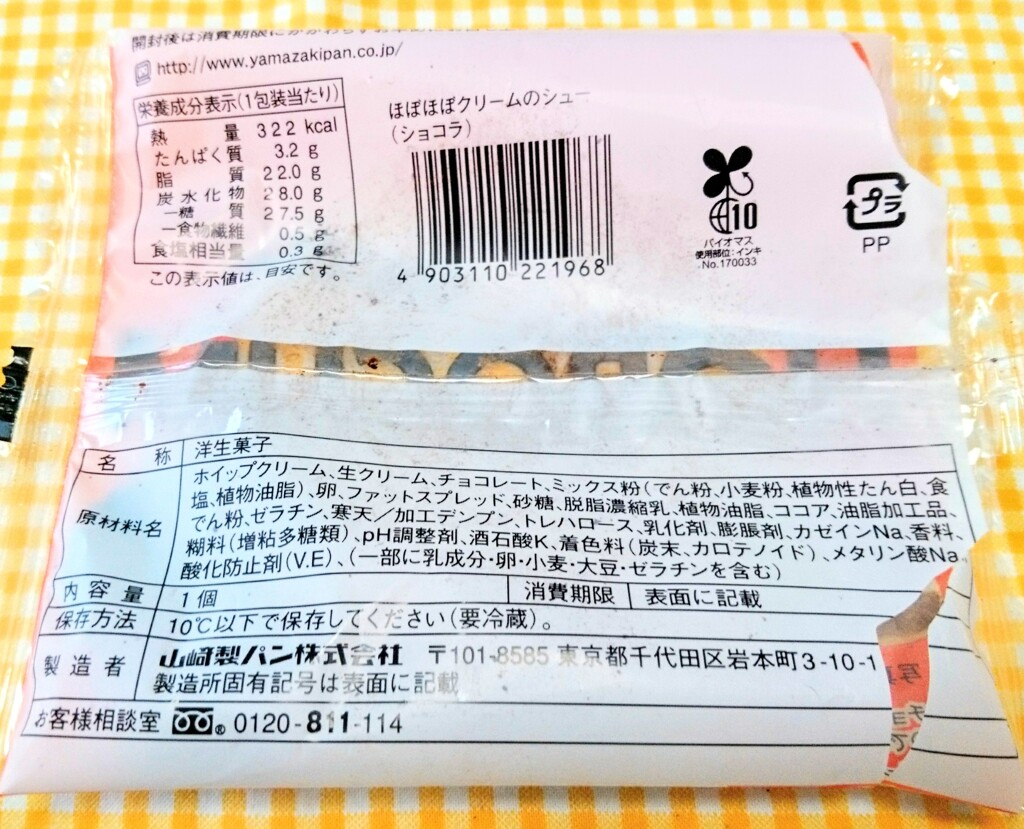 開封後は消費期限にかかわらず
http://www.yamazakipan.co.jp/
栄養成分表示(1包装当たり)
熱量 322 kcal
たんぱく質 3.2 g
脂質 22.0 g
炭水化物 28.0 g
－糖質 27.5 g
－食物繊維 0.5 g
食塩相当量 0.3 g
この表示値は、目安です。
ほぼほぼクリームのシュー
(ショコラ)
4 903110 221968
10
バイオマス
使用部位:インキ
No.170033
プラ
PP
名称 洋生菓子
原材料名 ホイップクリーム、生クリーム、チョコレート、ミックス粉(でん粉、小麦粉、植物性たん白、食
塩、植物油脂)、卵、ファットスプレッド、砂糖、脱脂濃縮乳、植物油脂、ココア、油脂加工品、
でん粉、ゼラチン、寒天／加工デンプン、トレハロース、乳化剤、膨脹剤、カゼインNa、香料、
糊料(増粘多糖類)、pH調整剤、酒石酸K、着色料(炭末、カロテノイド)、メタリン酸Na、
酸化防止剤(V.E)、(一部に乳成分・卵・小麦・大豆・ゼラチンを含む)
内容量 1個 消費期限 表面に記載
保存方法 10℃以下で保存してください(要冷蔵)。
製造者 山崎製パン株式会社 〒101-8585 東京都千代田区岩本町3-10-1
製造所固有記号は表面に記載
お客様相談室 0120-811-114